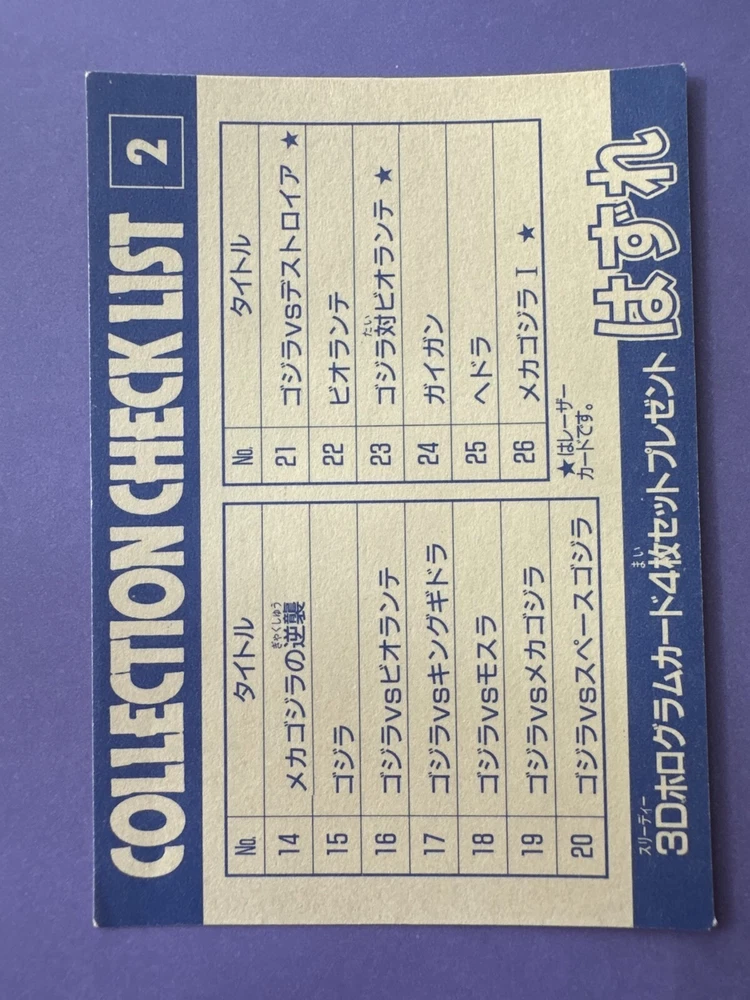 COLLECTION CHECK LIST 2
No. タイトル
14 メカゴジラの逆襲
ぎゃくしゅう
15 ゴジラ
16 ゴジラvsビオランテ
17 ゴジラvsキングギドラ
18 ゴジラvsモスラ
19 ゴジラvsメカゴジラ
20 ゴジラvsスペースゴジラ
No. タイトル
21 ゴジラvsデストロイア ★
22 ビオランテ
23 ゴジラ対ビオランテ ★
たい
24 ガイガン
25 ヘドラ
26 メカゴジラⅠ ★
★はレーザー
カードです。
スリーディー
まい
3Dホログラムカード4枚セットプレゼント はずれ